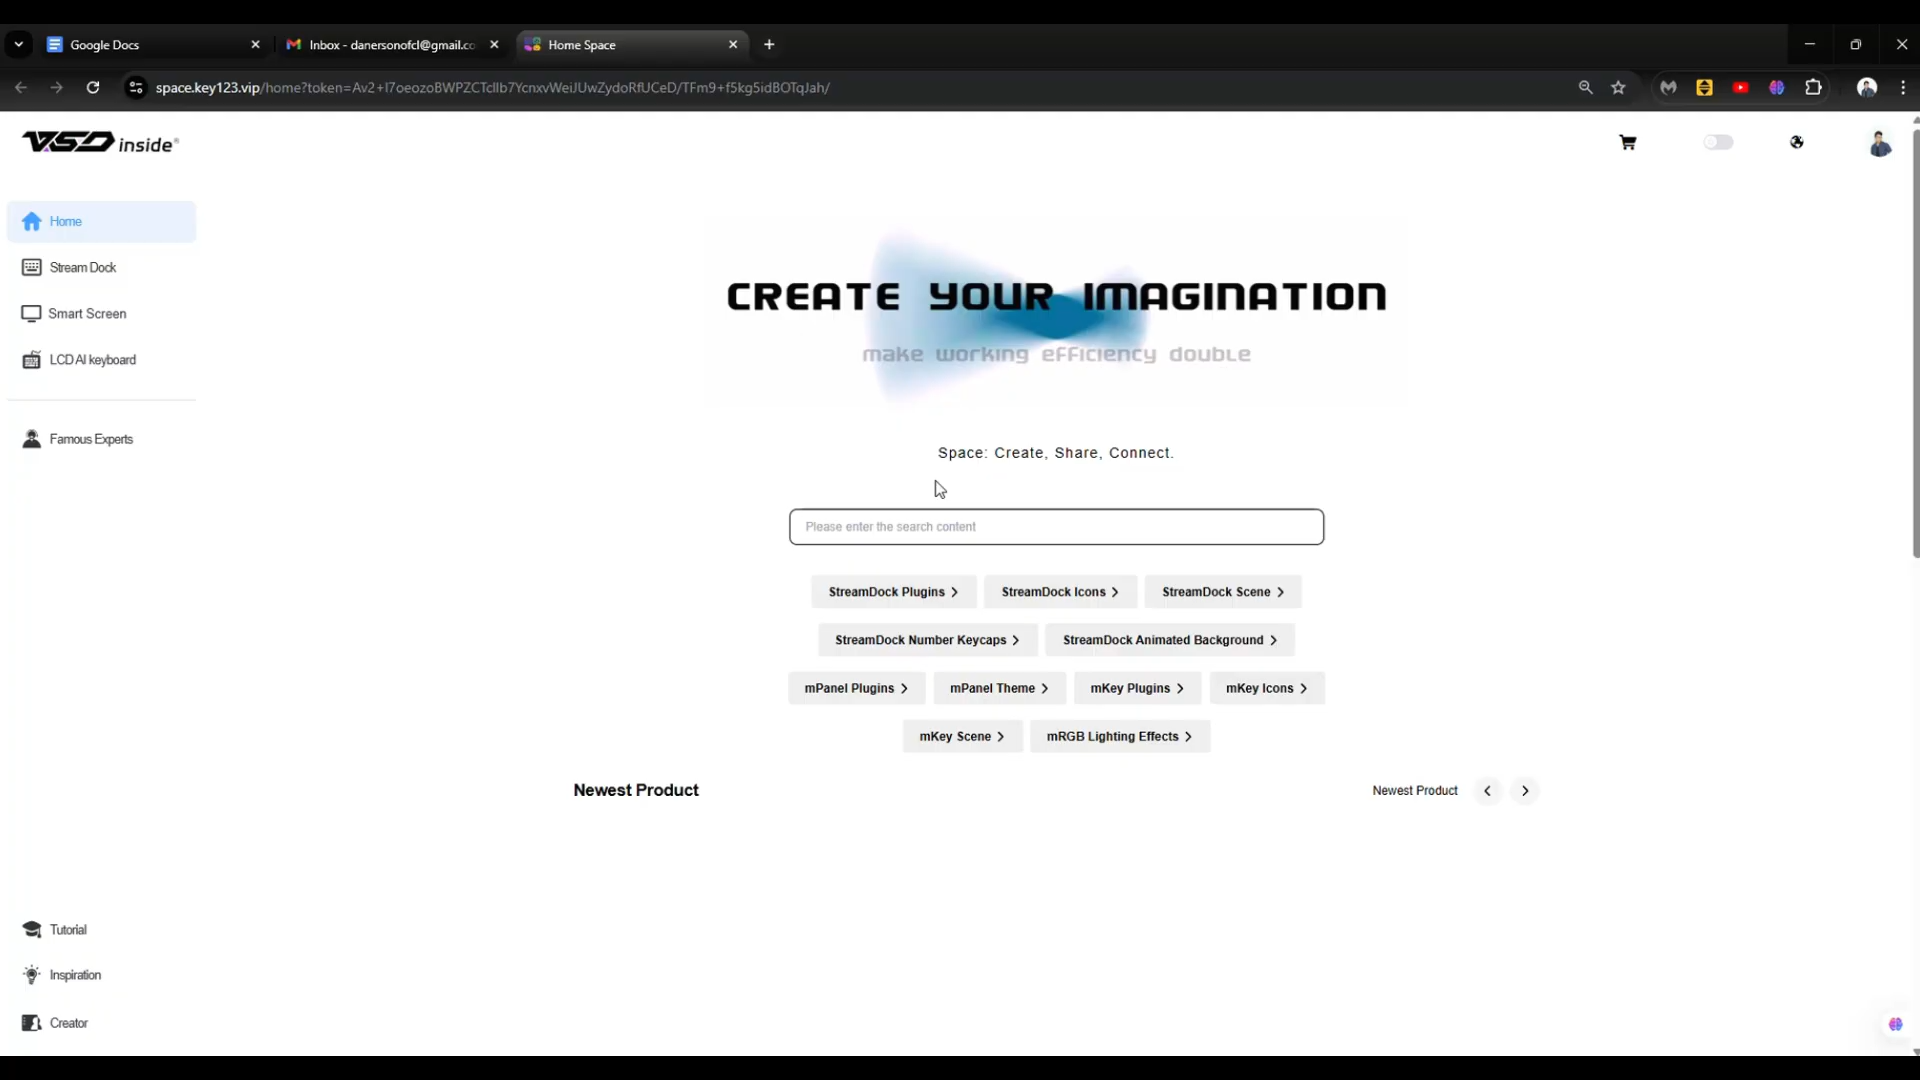 Google Docs
Inbox - danersonofcl@gmail.co
Home Space
space.key123.vip/home?token=Av2+I7oeozoBWPZCTcIlb7YcnxvWeiJUwZydoRfUCeD/TFm9+f5kg5idBOTqJah/
VSD inside®
Home
Stream Dock
Smart Screen
LCD AI keyboard
Famous Experts
CREATE YOUR IMAGINATION
make working efficiency double
Space: Create, Share, Connect.
Please enter the search content
StreamDock Plugins
StreamDock Icons
StreamDock Scene
StreamDock Number Keycaps
StreamDock Animated Background
mPanel Plugins
mPanel Theme
mKey Plugins
mKey Icons
mKey Scene
mRGB Lighting Effects
Newest Product
Newest Product
Tutorial
Inspiration
Creator